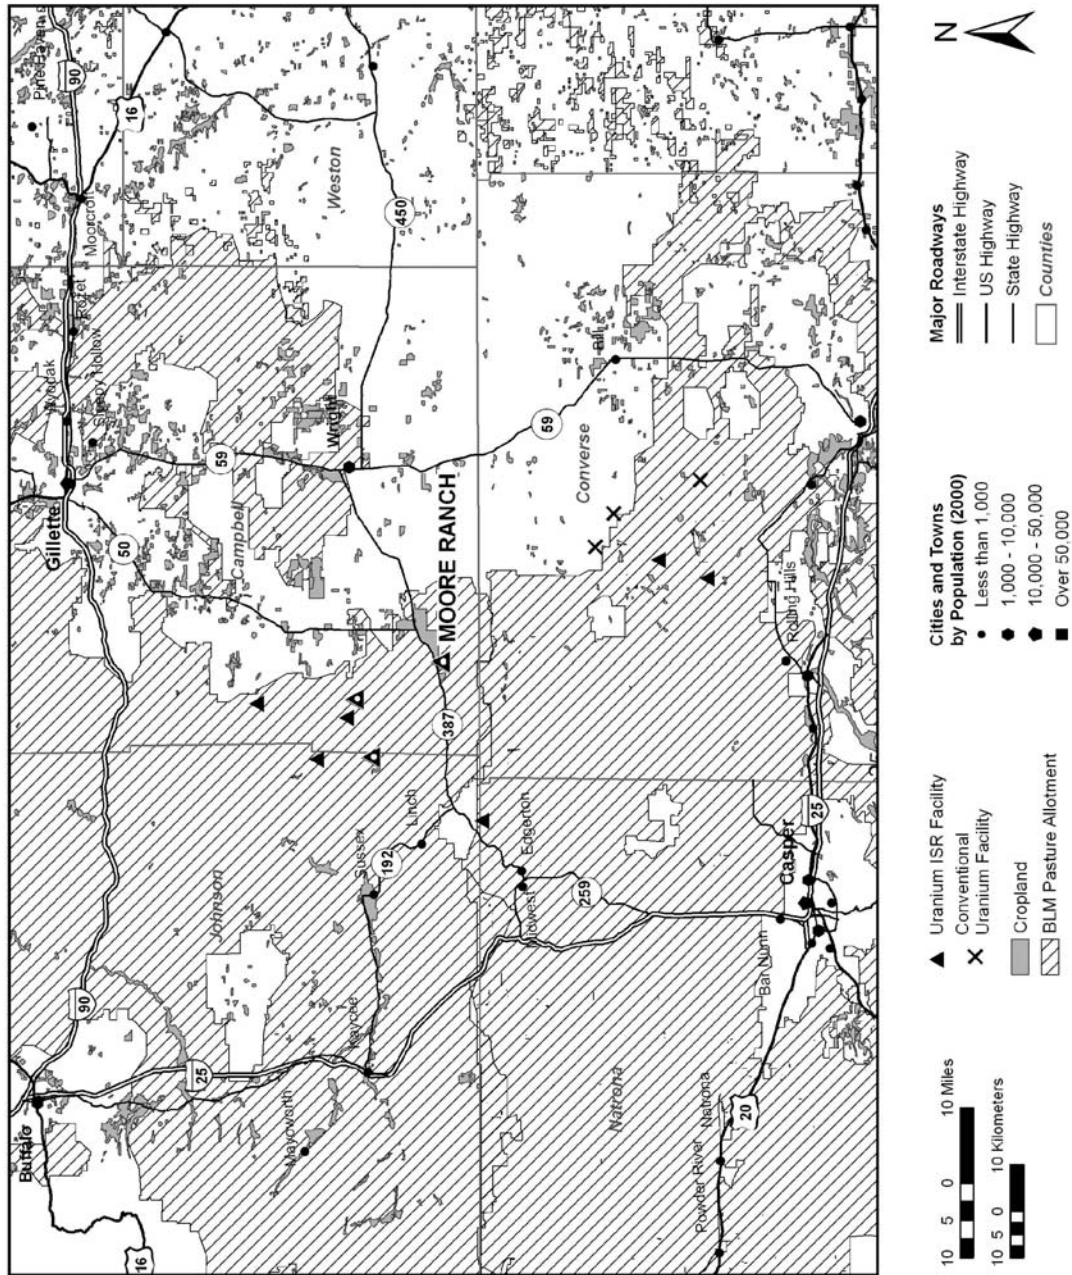 Buffalo
16
90
25
Johnson
Mayoworth
Kaycee
Sussex
192
Linch
Gillette
50
Campbell
59
Wyodak
Sleepy Hollow
Rozet
Moorcroft
90
Pine Haven
16
Wright
Weston
450
387
MOORE RANCH
Natrona
Midwest
Edgerton
259
Converse
59
Bill
Powder River
Natrona
20
Bar Nunn
Casper
25
Rolling Hills
10 5 0 10 Miles
10 5 0 10 Kilometers
Uranium ISR Facility
Conventional
Uranium Facility
Cropland
BLM Pasture Allotment
Cities and Towns
by Population (2000)
Less than 1,000
1,000 - 10,000
10,000 - 50,000
Over 50,000
Major Roadways
Interstate Highway
US Highway
State Highway
Counties
N